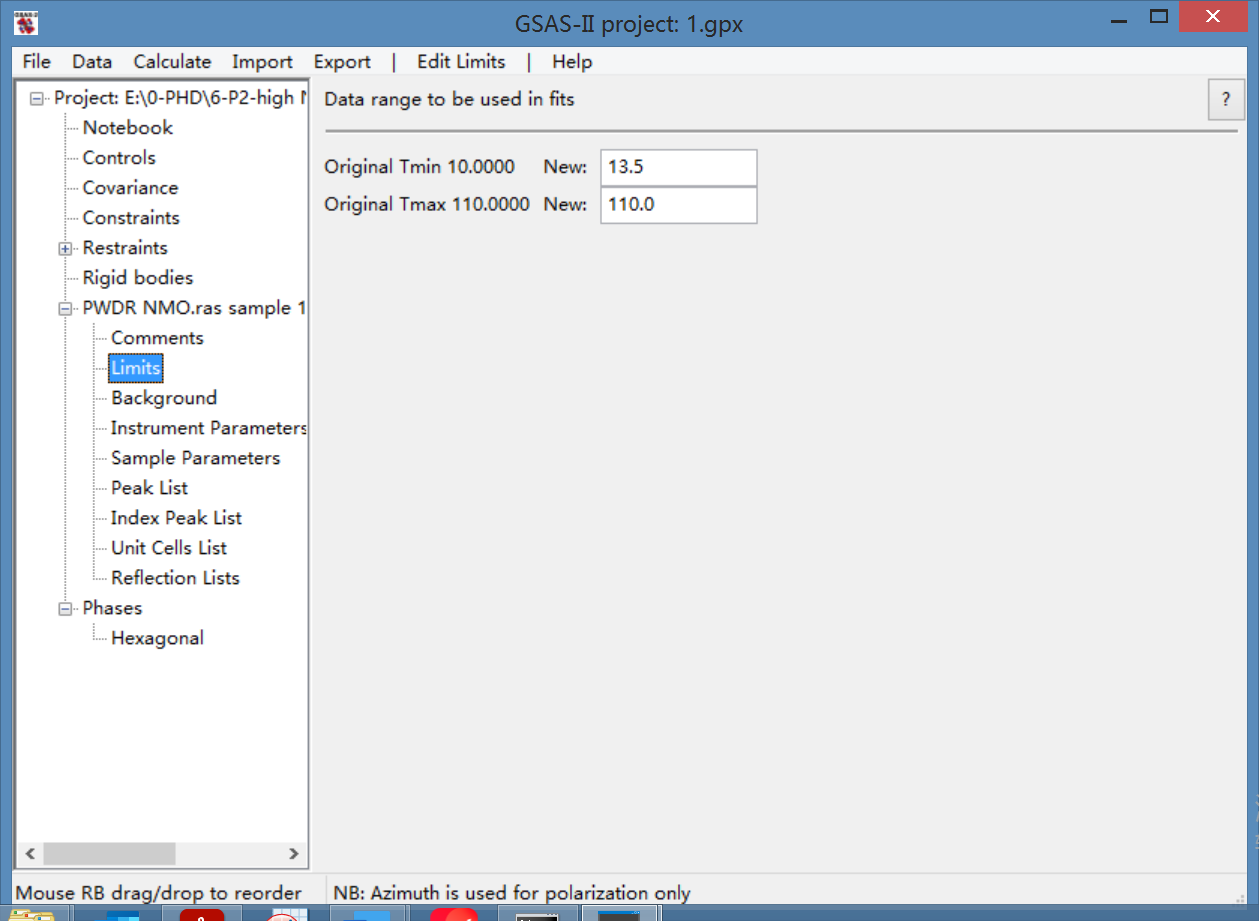 GSAS-II project: 1.gpx
File Data Calculate Import Export | Edit Limits | Help
Project: E:\0-PHD\6-P2-high
Data range to be used in fits
?
Notebook
Original Tmin 10.0000 New: 13.5
Controls
Covariance
Original Tmax 110.0000 New: 110.0
Constraints
Restraints
Rigid bodies
PWDR NMO.ras sample 1
Comments
Limits
Background
Instrument Parameters
Sample Parameters
Peak List
Index Peak List
Unit Cells List
Reflection Lists
Phases
Hexagonal
Mouse RB drag/drop to reorder
NB: Azimuth is used for polarization only